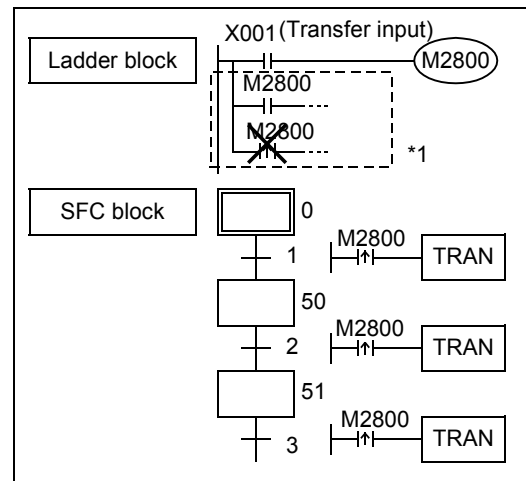 X001 (Transfer input)
Ladder block
M2800
M2800
M2800
*1
SFC block
0
1
M2800
TRAN
50
2
M2800
TRAN
51
3
M2800
TRAN